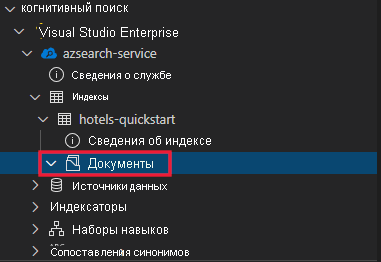 когнитивный поиск
Visual Studio Enterprise
azsearch-service
Сведения о службе
Индексы
hotels-quickstart
Сведения об индексе
Документы
Источники данных
Индексаторы
Наборы навыков
Сопоставления синонимов